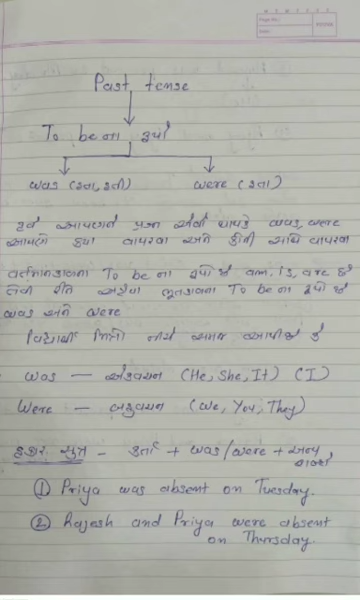 Past tense
To be ના રૂપો
was (હતા, હતી) were (હતા)
હવે આપણને પ્રશ્ન એવો થાય કે was, were
આપણે ક્યા વાપરવા અને કોની સાથે વાપરવા
વર્તમાનકાળના To be ના રૂપો જે am, is, are છે
તેવી રીતે ભૂતકાળના To be ના રૂપો જે
was અને were
વિદ્યાર્થી મિત્રો નીચે સમજ આપીએ છે
was – એકવચન (He, She, It) (I)
Were – બહુવચન (We, You, They)
હકાર સૂત્ર – કર્તા + was/were + અન્ય
શબ્દો
① Priya was absent on Tuesday.
② Rajesh and Priya were absent
on Thursday.